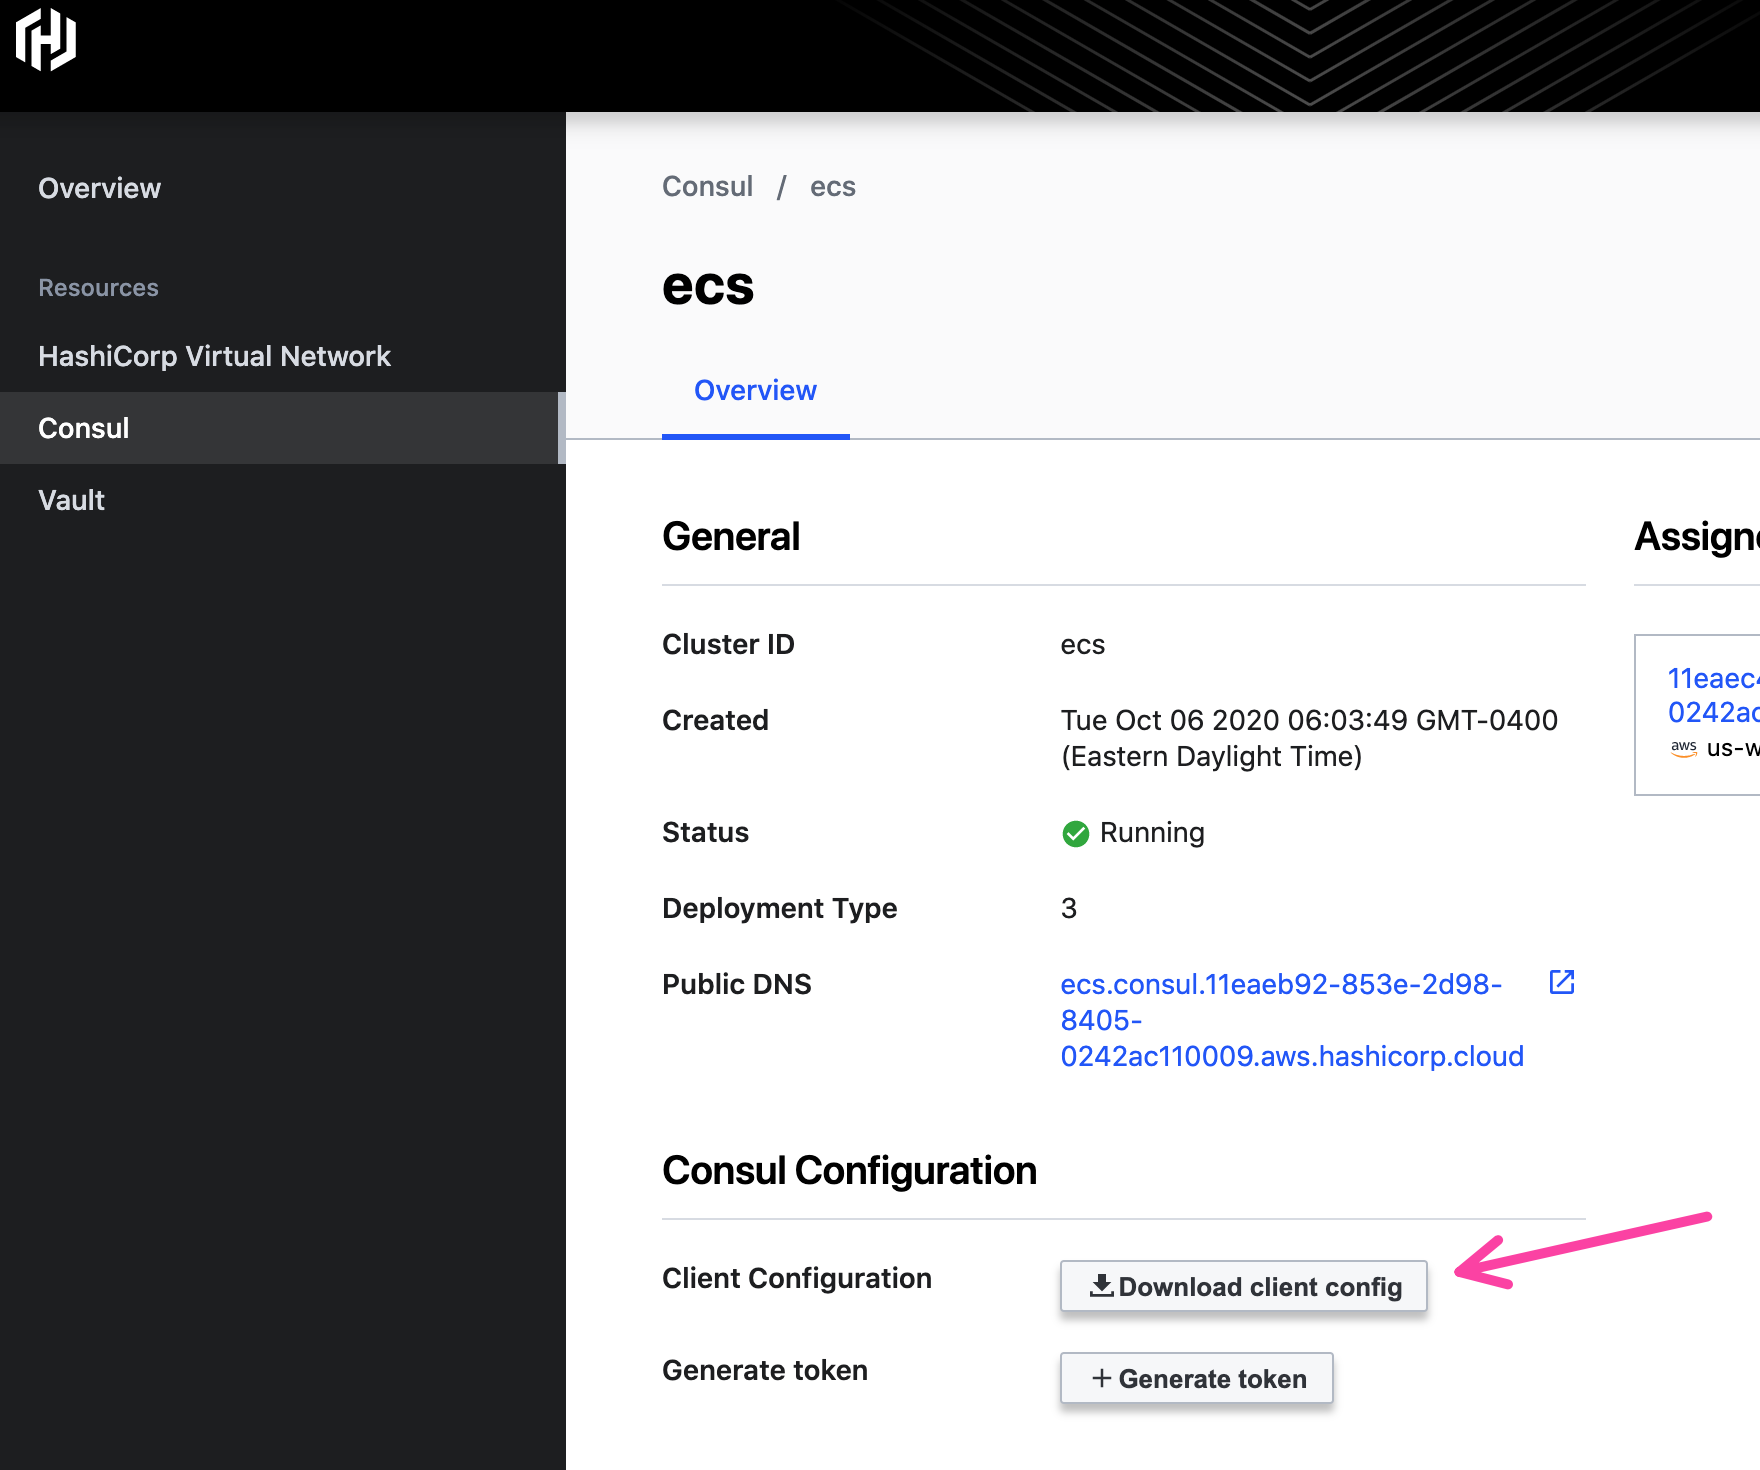 Overview
Resources
HashiCorp Virtual Network
Consul
Vault
Consul / ecs
ecs
Overview
General
Cluster ID ecs
Created Tue Oct 06 2020 06:03:49 GMT-0400
(Eastern Daylight Time)
Status Running
Deployment Type 3
Public DNS ecs.consul.11eaeb92-853e-2d98-
8405-
0242ac110009.aws.hashicorp.cloud
Consul Configuration
Client Configuration Download client config
Generate token + Generate token
Assigne
11eaec4
0242ac
aws us-w